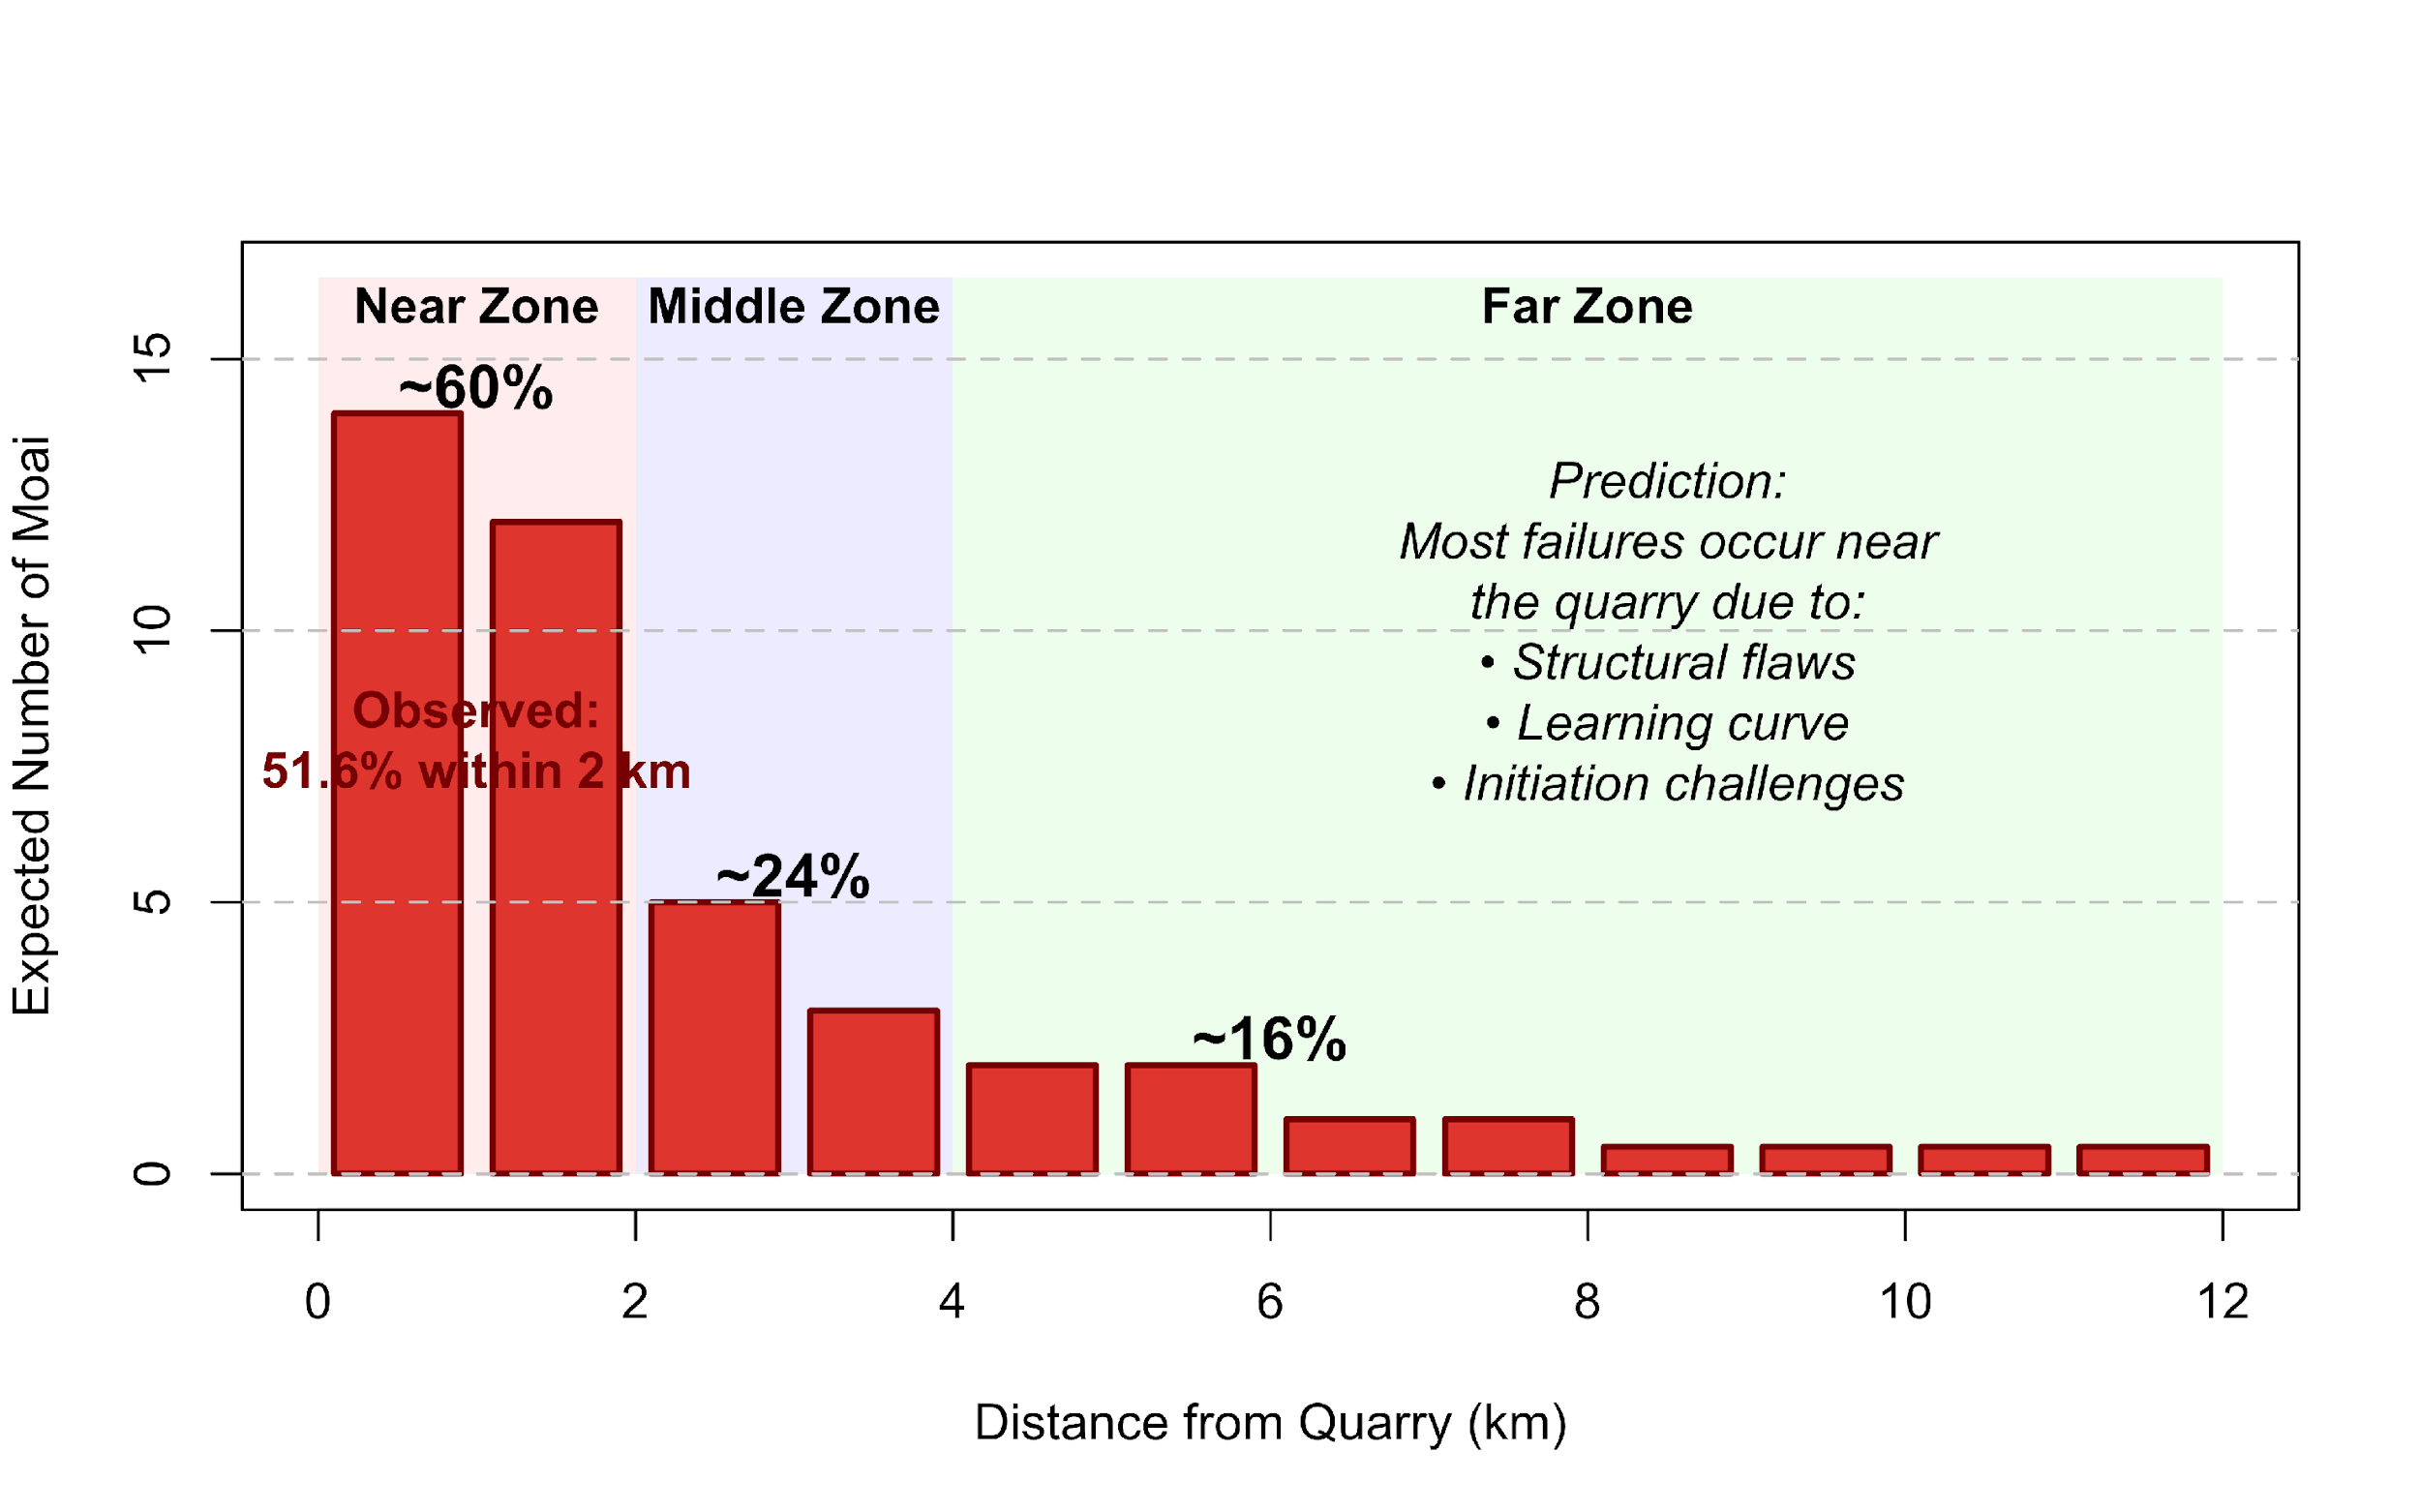 Near Zone
Middle Zone
Far Zone
~60%
Observed:
51.6% within 2 km
~24%
~16%
Prediction:
Most failures occur near
the quarry due to:
• Structural flaws
• Learning curve
• Initiation challenges
Expected Number of Moai
15
10
5
0
0 2 4 6 8 10 12
Distance from Quarry (km)